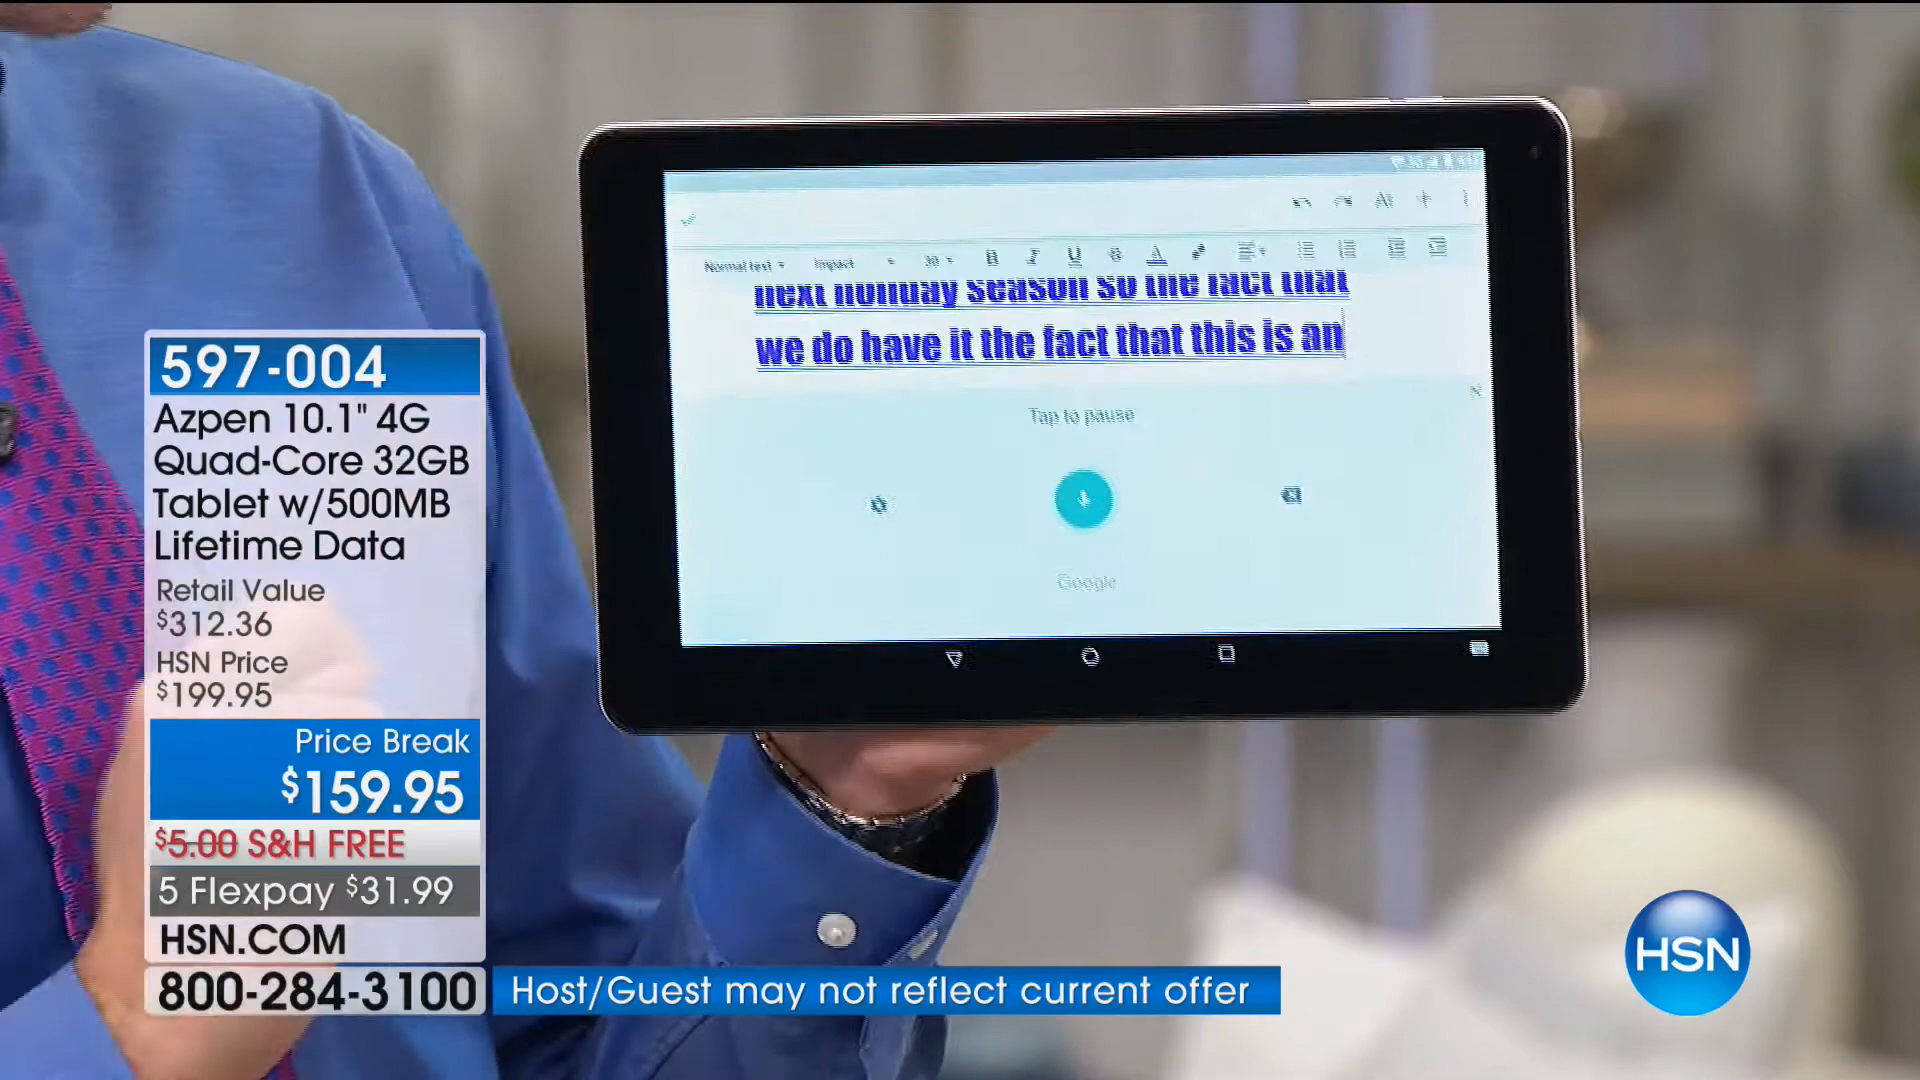 597-004
Azpen 10.1" 4G
Quad-Core 32GB
Tablet w/500MB
Lifetime Data
Retail Value
$312.36
HSN Price
$199.95
Price Break
$159.95
$5.00 S&H FREE
5 Flexpay $31.99
HSN.COM
800-284-3100
Host/Guest may not reflect current offer
Normal text
Impact
B I U S A
next holiday season so the fact that
we do have it the fact that this is an
Tap to pause
Google
HSN